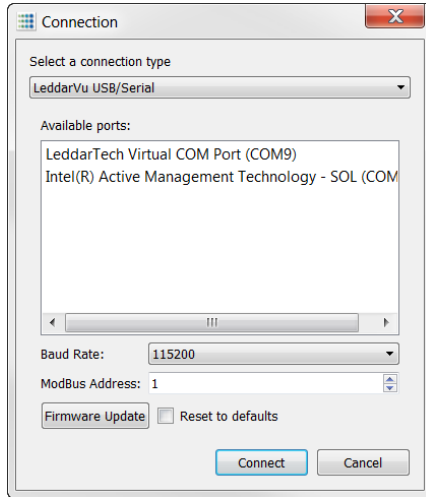 Connection
Select a connection type
LeddarVu USB/Serial
Available ports:
LeddarTech Virtual COM Port (COM9)
Intel(R) Active Management Technology - SOL (COM
Baud Rate: 115200
ModBus Address: 1
Firmware Update Reset to defaults
Connect Cancel